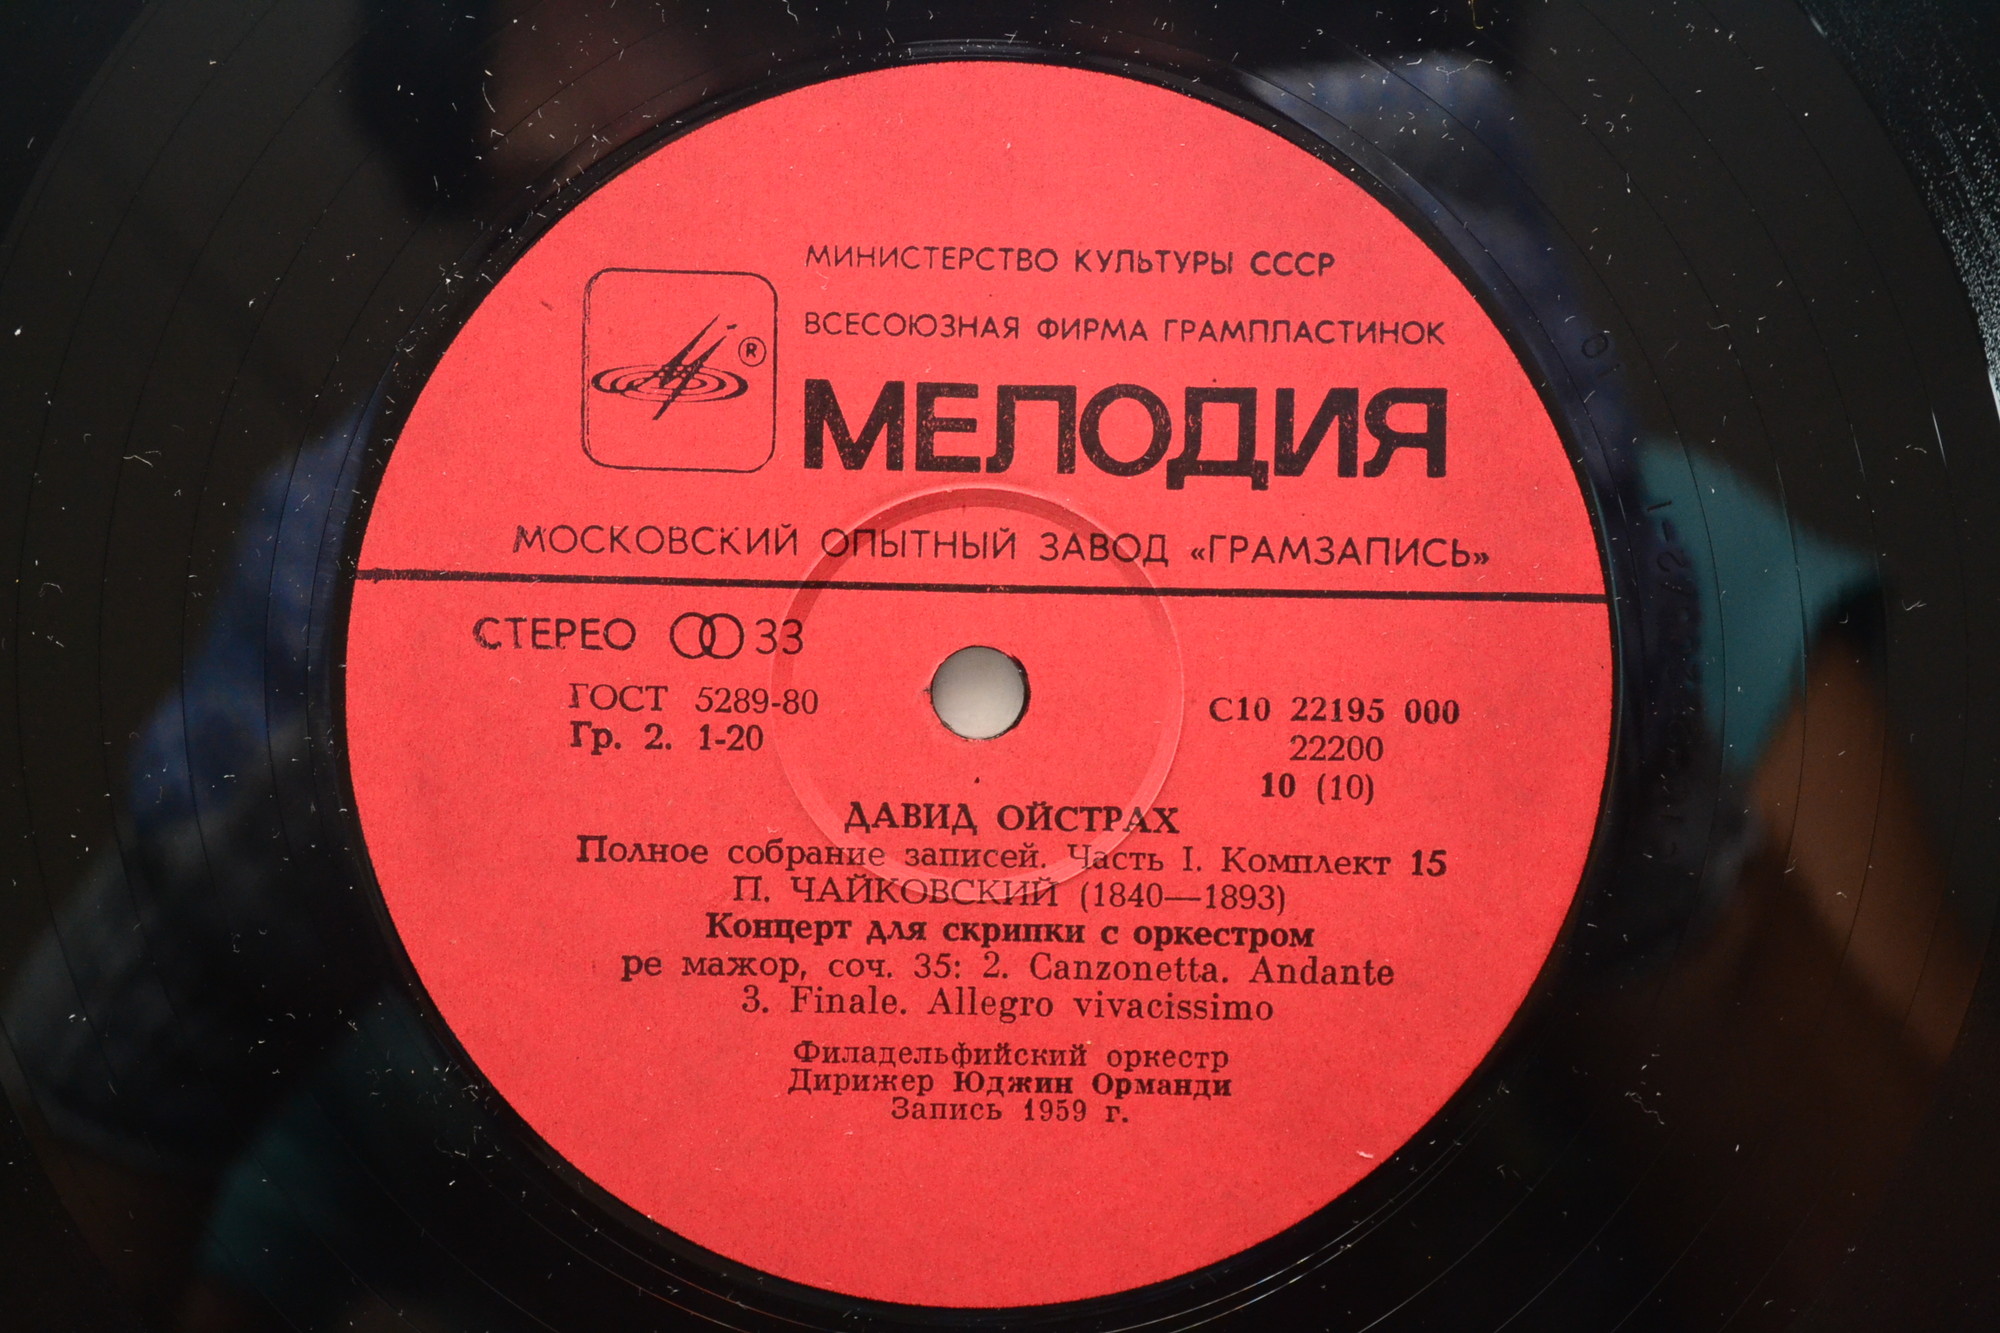 МИНИСТЕРСТВО КУЛЬТУРЫ СССР
ВСЕСОЮЗНАЯ ФИРМА ГРАМПЛАСТИНОК
®
МЕЛОДИЯ
МОСКОВСКИЙ ОПЫТНЫЙ ЗАВОД «ГРАМЗАПИСЬ»
СТЕРЕО 33
ГОСТ 5289-80
Гр. 2. 1-20
С10 22195 000
22200
10 (10)
ДАВИД ОЙСТРАХ
Полное собрание записей. Часть I. Комплект 15
П. ЧАЙКОВСКИЙ (1840—1893)
Концерт для скрипки с оркестром
ре мажор, соч. 35: 2. Canzonetta. Andante
3. Finale. Allegro vivacissimo
Филадельфийский оркестр
Дирижер Юджин Орманди
Запись 1959 г.